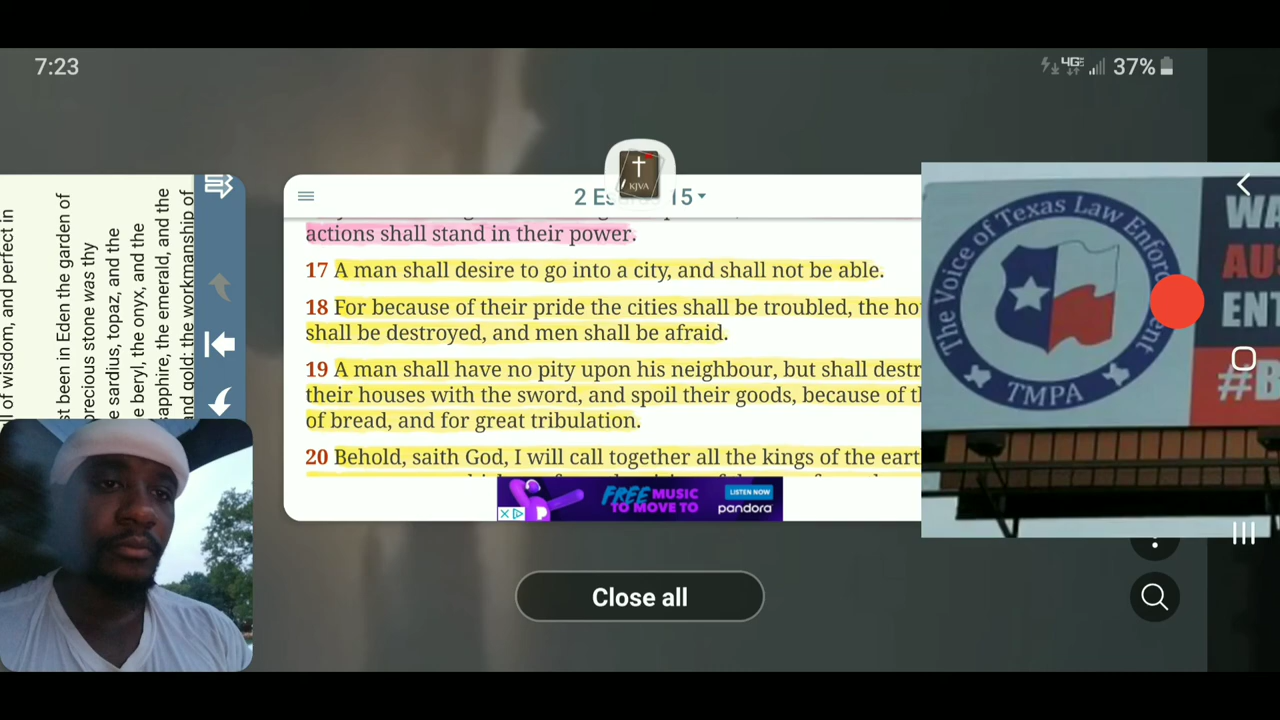 7:23
4G
37%
ll of wisdom, and perfect in
st been in Eden the garden of
precious stone was thy
e sardius, topaz, and the
e beryl, the onyx, and the
sapphire, the emerald, and the
and gold: the workmanship of
KJVA
2 Es 15
actions shall stand in their power.
17 A man shall desire to go into a city, and shall not be able.
18 For because of their pride the cities shall be troubled, the ho
shall be destroyed, and men shall be afraid.
19 A man shall have no pity upon his neighbour, but shall destr
their houses with the sword, and spoil their goods, because of t
of bread, and for great tribulation.
20 Behold, saith God, I will call together all the kings of the eart
FREE MUSIC
TO MOVE TO
LISTEN NOW
pandora
Close all
The Voice of Texas Law Enforcement
TMPA
WA
AUS
ENT
#B